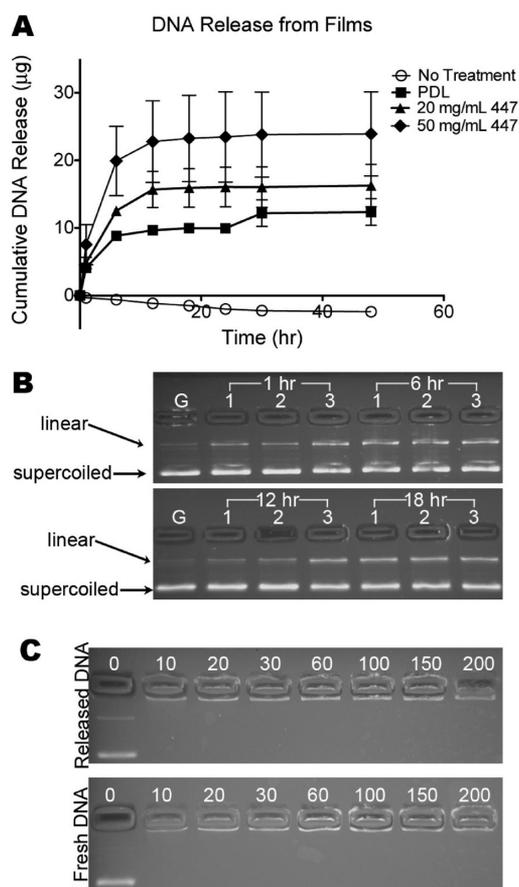 A
DNA Release from Films
Cumulative DNA Release (μg)
30
20
10
0
20
40
60
Time (hr)
No Treatment
PDL
20 mg/mL 447
50 mg/mL 447
B
G 1 hr 6 hr
1 2 3 1 2 3
linear
supercoiled
G 12 hr 18 hr
1 2 3 1 2 3
linear
supercoiled
C
Released DNA
0 10 20 30 60 100 150 200
Fresh DNA
0 10 20 30 60 100 150 200